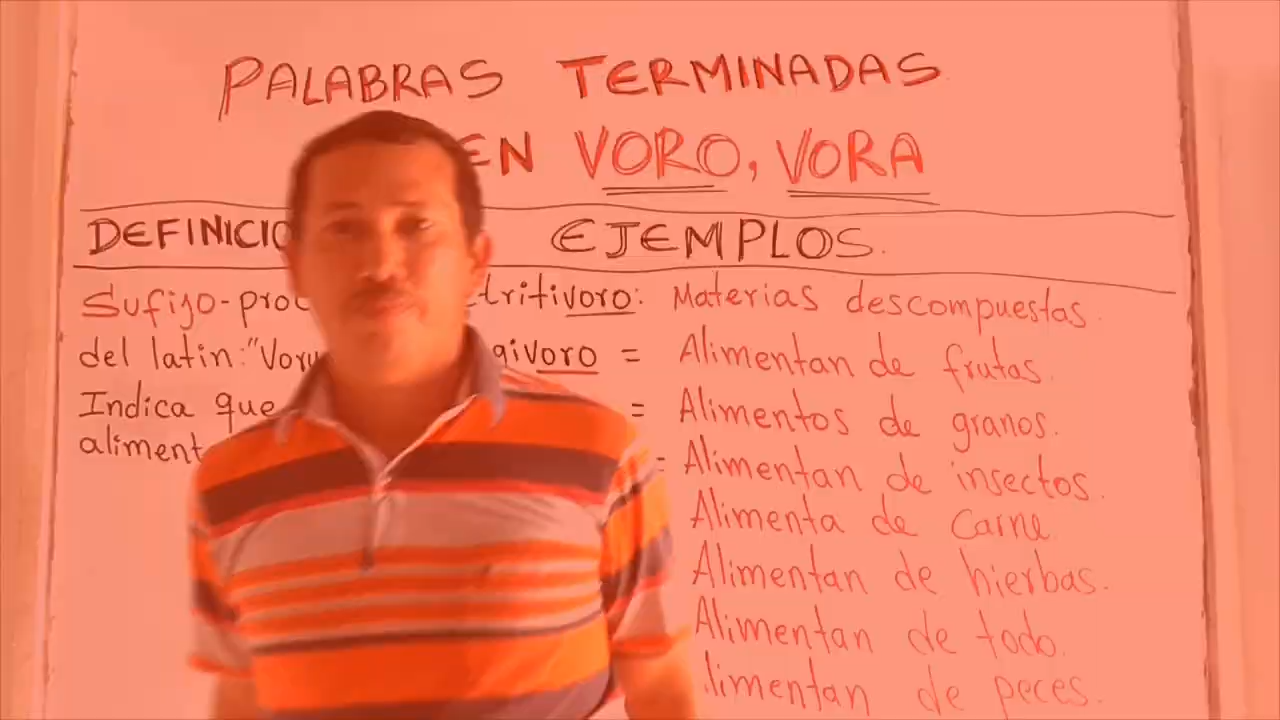 PALABRAS TERMINADAS
EN VORO, VORA
DEFINICIO
EJEMPLOS.
Sufijo-proc
del latin: "Voru
Indica que
aliment
tritivoro: Materias descompuestas.
givoro = Alimentan de frutas.
= Alimentos de granos.
= Alimentan de insectos.
Alimenta de carne
Alimentan de hierbas.
Alimentan de todo.
limentan de peces.